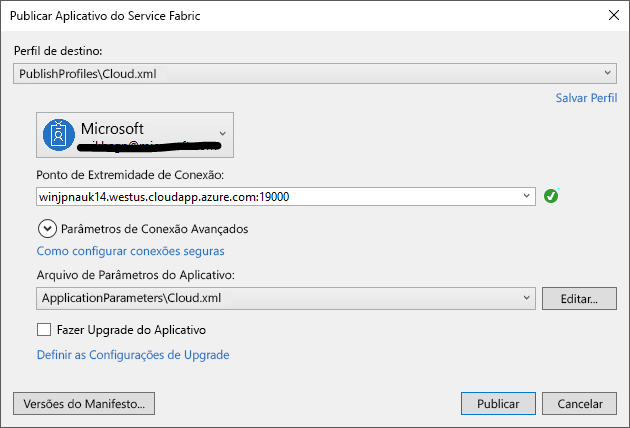 Publicar Aplicativo do Service Fabric
Perfil de destino:
PublishProfiles\Cloud.xml
Salvar Perfil
Microsoft
Ponto de Extremidade de Conexão:
winjpnauk14.westus.cloudapp.azure.com:19000
Parâmetros de Conexão Avançados
Como configurar conexões seguras
Arquivo de Parâmetros do Aplicativo:
ApplicationParameters\Cloud.xml
Editar...
Fazer Upgrade do Aplicativo
Definir as Configurações de Upgrade
Versões do Manifesto...
Publicar
Cancelar